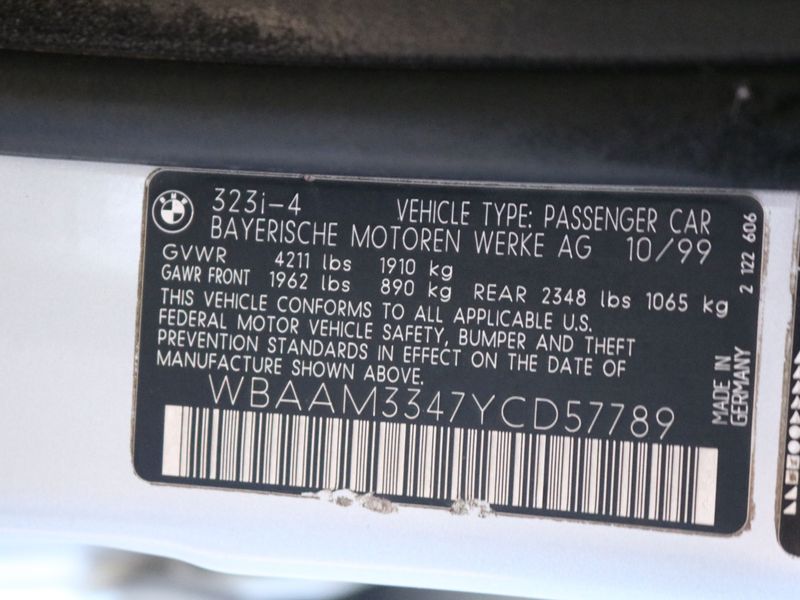 BMW
323i-4 VEHICLE TYPE: PASSENGER CAR
BAYERISCHE MOTOREN WERKE AG 10/99
GVWR 4211 lbs 1910 kg
GAWR FRONT 1962 lbs 890 kg REAR 2348 lbs 1065 kg
THIS VEHICLE CONFORMS TO ALL APPLICABLE U.S.
FEDERAL MOTOR VEHICLE SAFETY, BUMPER AND THEFT
PREVENTION STANDARDS IN EFFECT ON THE DATE OF
MANUFACTURE SHOWN ABOVE.
WBAAM3347YCD57789
2 122 606
MADE IN
GERMANY